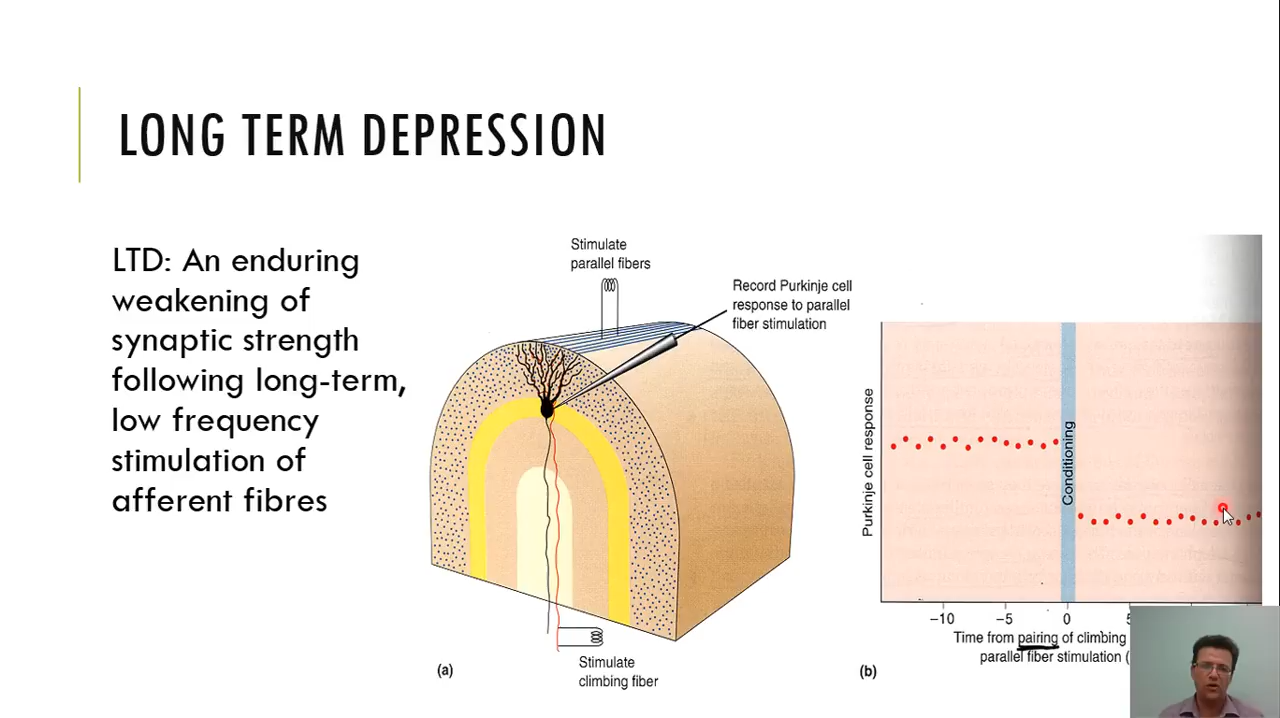 LONG TERM DEPRESSION
LTD: An enduring
weakening of
synaptic strength
following long-term,
low frequency
stimulation of
afferent fibres
Stimulate
parallel fibers
Record Purkinje cell
response to parallel
fiber stimulation
Stimulate
climbing fiber
(a)
Purkinje cell response
Conditioning
−10 −5 0
Time from pairing of climbing
parallel fiber stimulation (
(b)